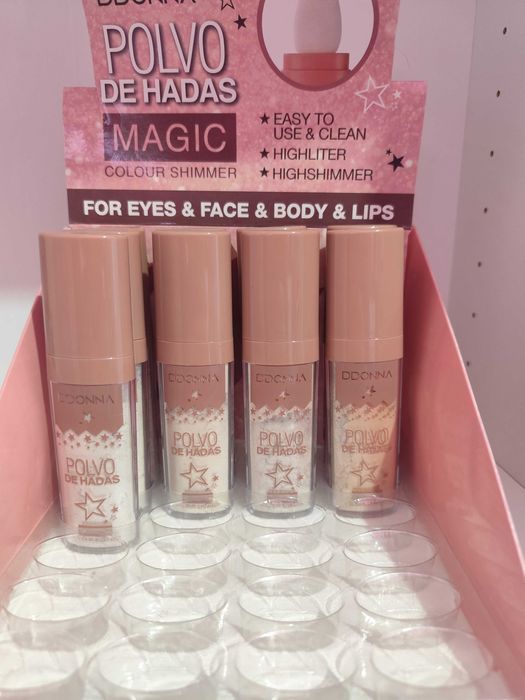 DDONNA
POLVO
DE HADAS
MAGIC
COLOUR SHIMMER
★ EASY TO
USE & CLEAN
★ HIGHLITER
★ HIGHSHIMMER
FOR EYES & FACE & BODY & LIPS
DDONNA
POLVO
DE HADAS
DDONNA
POLVO
DE HADAS
DDONNA
POLVO
DE HADAS
DDONNA
POLVO
DE HADAS